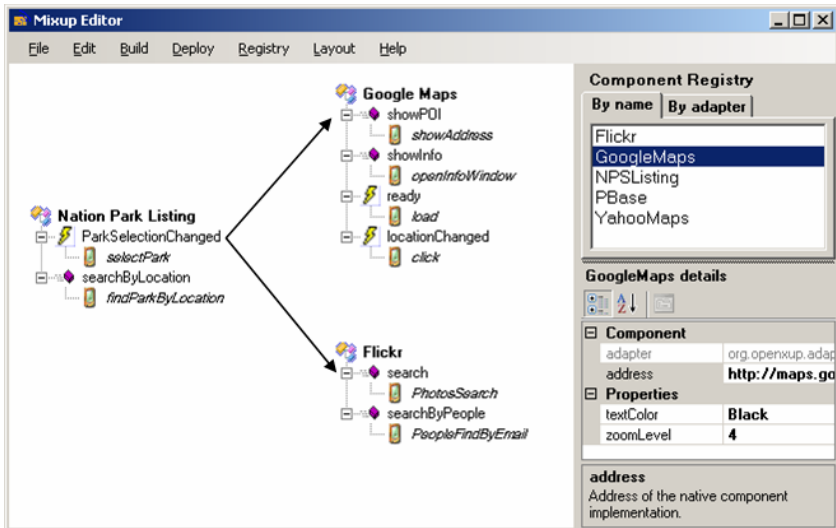 Mixup Editor
File Edit Build Deploy Registry Layout Help
Nation Park Listing
ParkSelectionChanged
selectPark
searchByLocation
findParkByLocation
Google Maps
showPOI
showAddress
showInfo
openInfoWindow
ready
load
locationChanged
click
Flickr
search
PhotosSearch
searchByPeople
PeopleFindByEmail
Component Registry
By name By adapter
Flickr
GoogleMaps
NPSListing
PBase
YahooMaps
GoogleMaps details
Component
adapter org.openxup.adap
address http://maps.go
Properties
textColor Black
zoomLevel 4
address
Address of the native component
implementation.